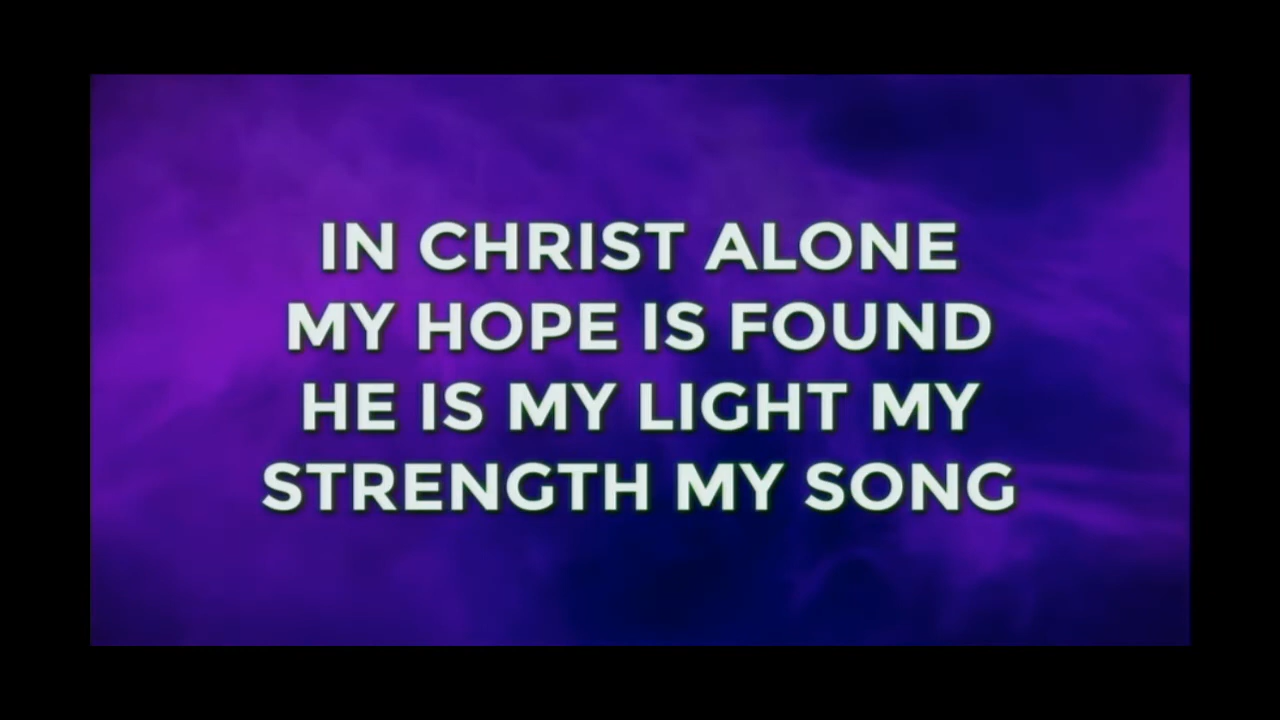 IN CHRIST ALONE
MY HOPE IS FOUND
HE IS MY LIGHT MY
STRENGTH MY SONG